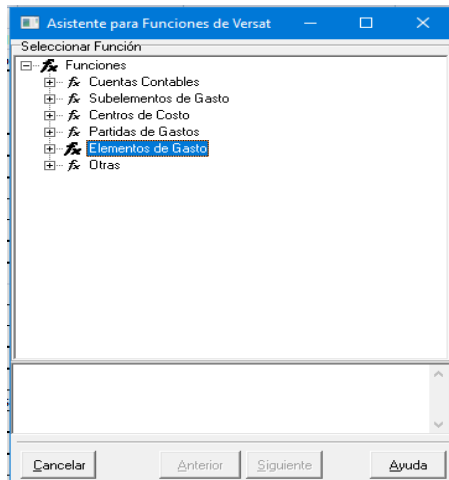 Asistente para Funciones de Versat
Seleccionar Función
Funciones
Cuentas Contables
Subelementos de Gasto
Centros de Costo
Partidas de Gastos
Elementos de Gasto
Otras
Cancelar
Anterior
Siguiente
Ayuda